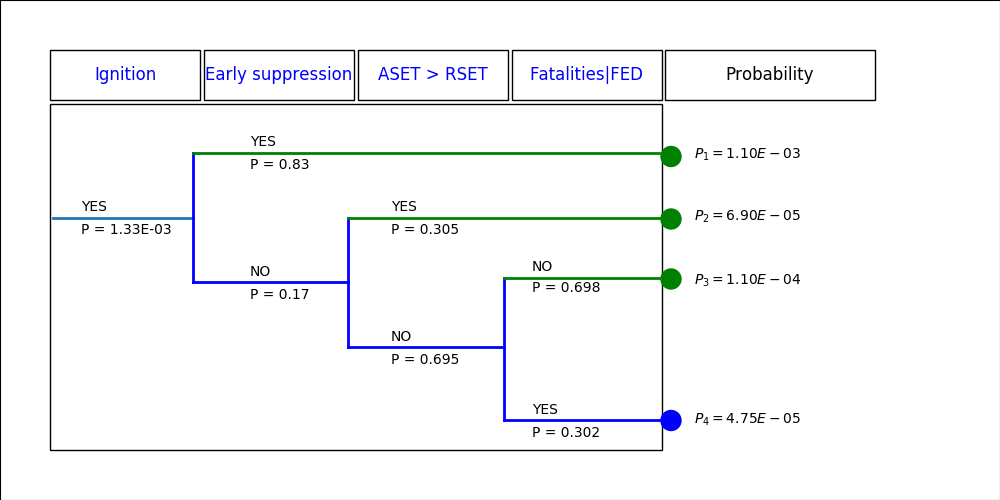 Ignition Early suppression ASET > RSET Fatalities|FED Probability
YES
P = 0.83
P₁ = 1.10E − 03
YES
P = 1.33E-03
YES
P = 0.305
P₂ = 6.90E − 05
NO
P = 0.17
NO
P = 0.698
P₃ = 1.10E − 04
NO
P = 0.695
YES
P = 0.302
P₄ = 4.75E − 05